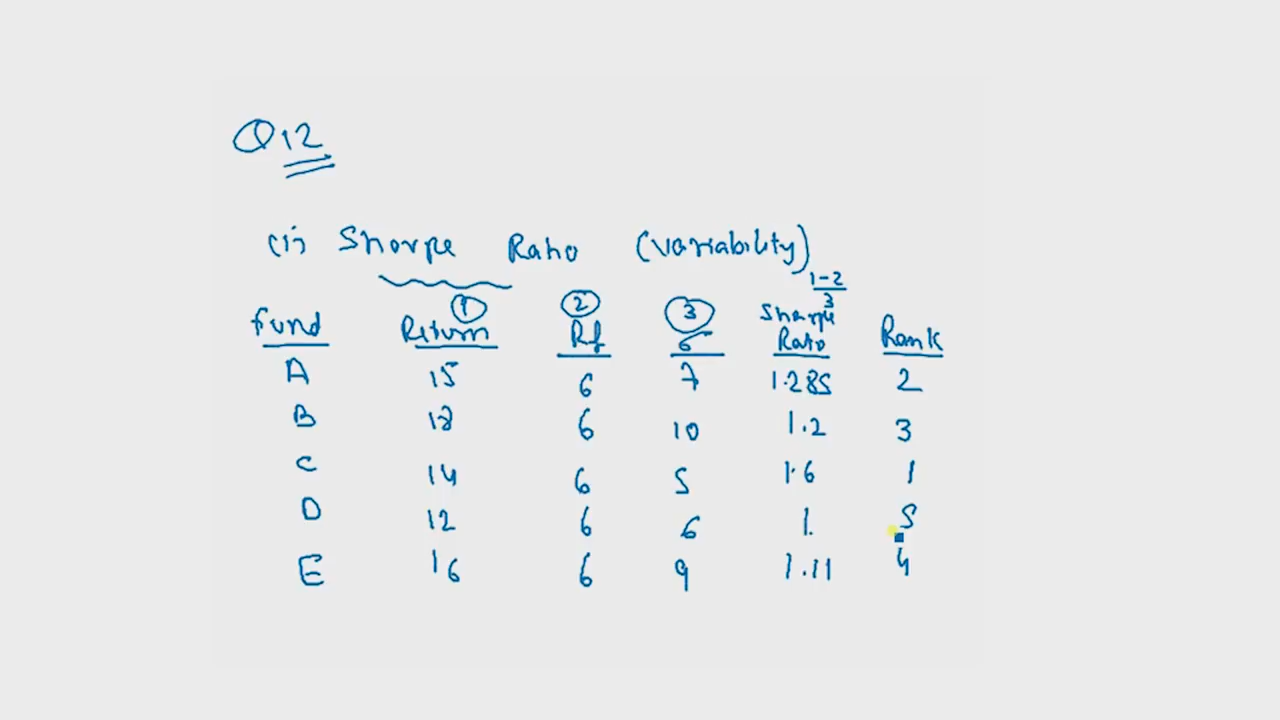 Q12
(i) Sharpe Ratio (variability)
1-2
3
1 2 3
Fund Return Rf σ Sharpe Ratio Rank
A 15 6 7 1.285 2
B 18 6 10 1.2 3
C 14 6 5 1.6 1
D 12 6 6 1. 5
E 16 6 9 1.11 4